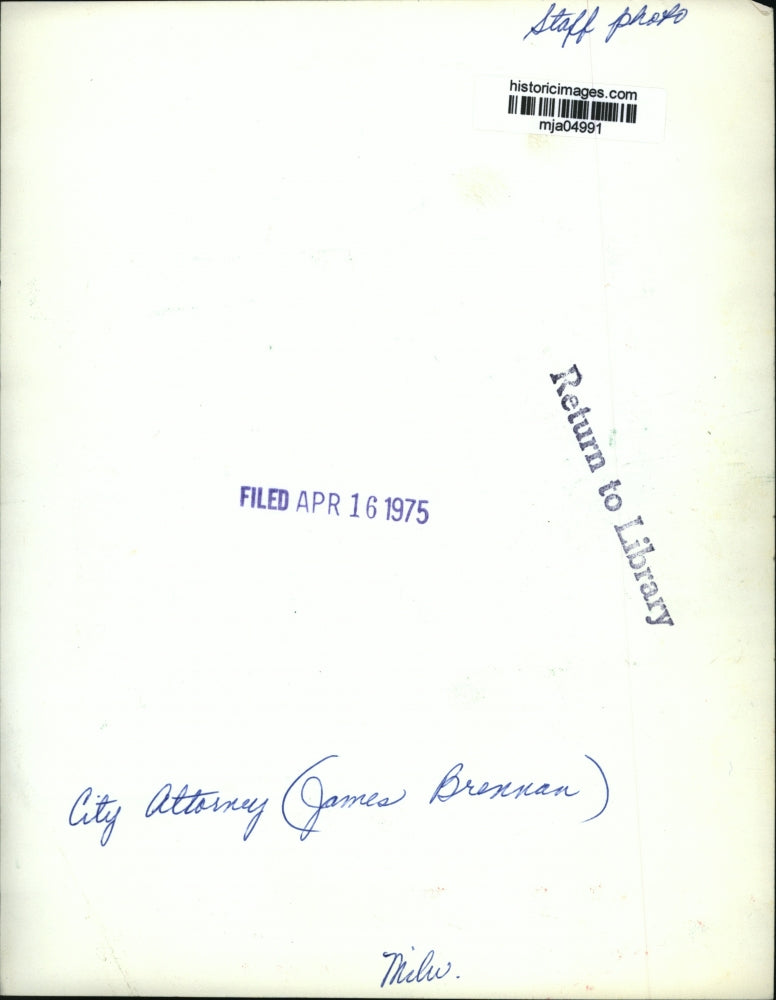 Staff photo
historicimages.com
mja04991
Return to Library
FILED APR 16 1975
City Attorney (James Brennan)
Milw.